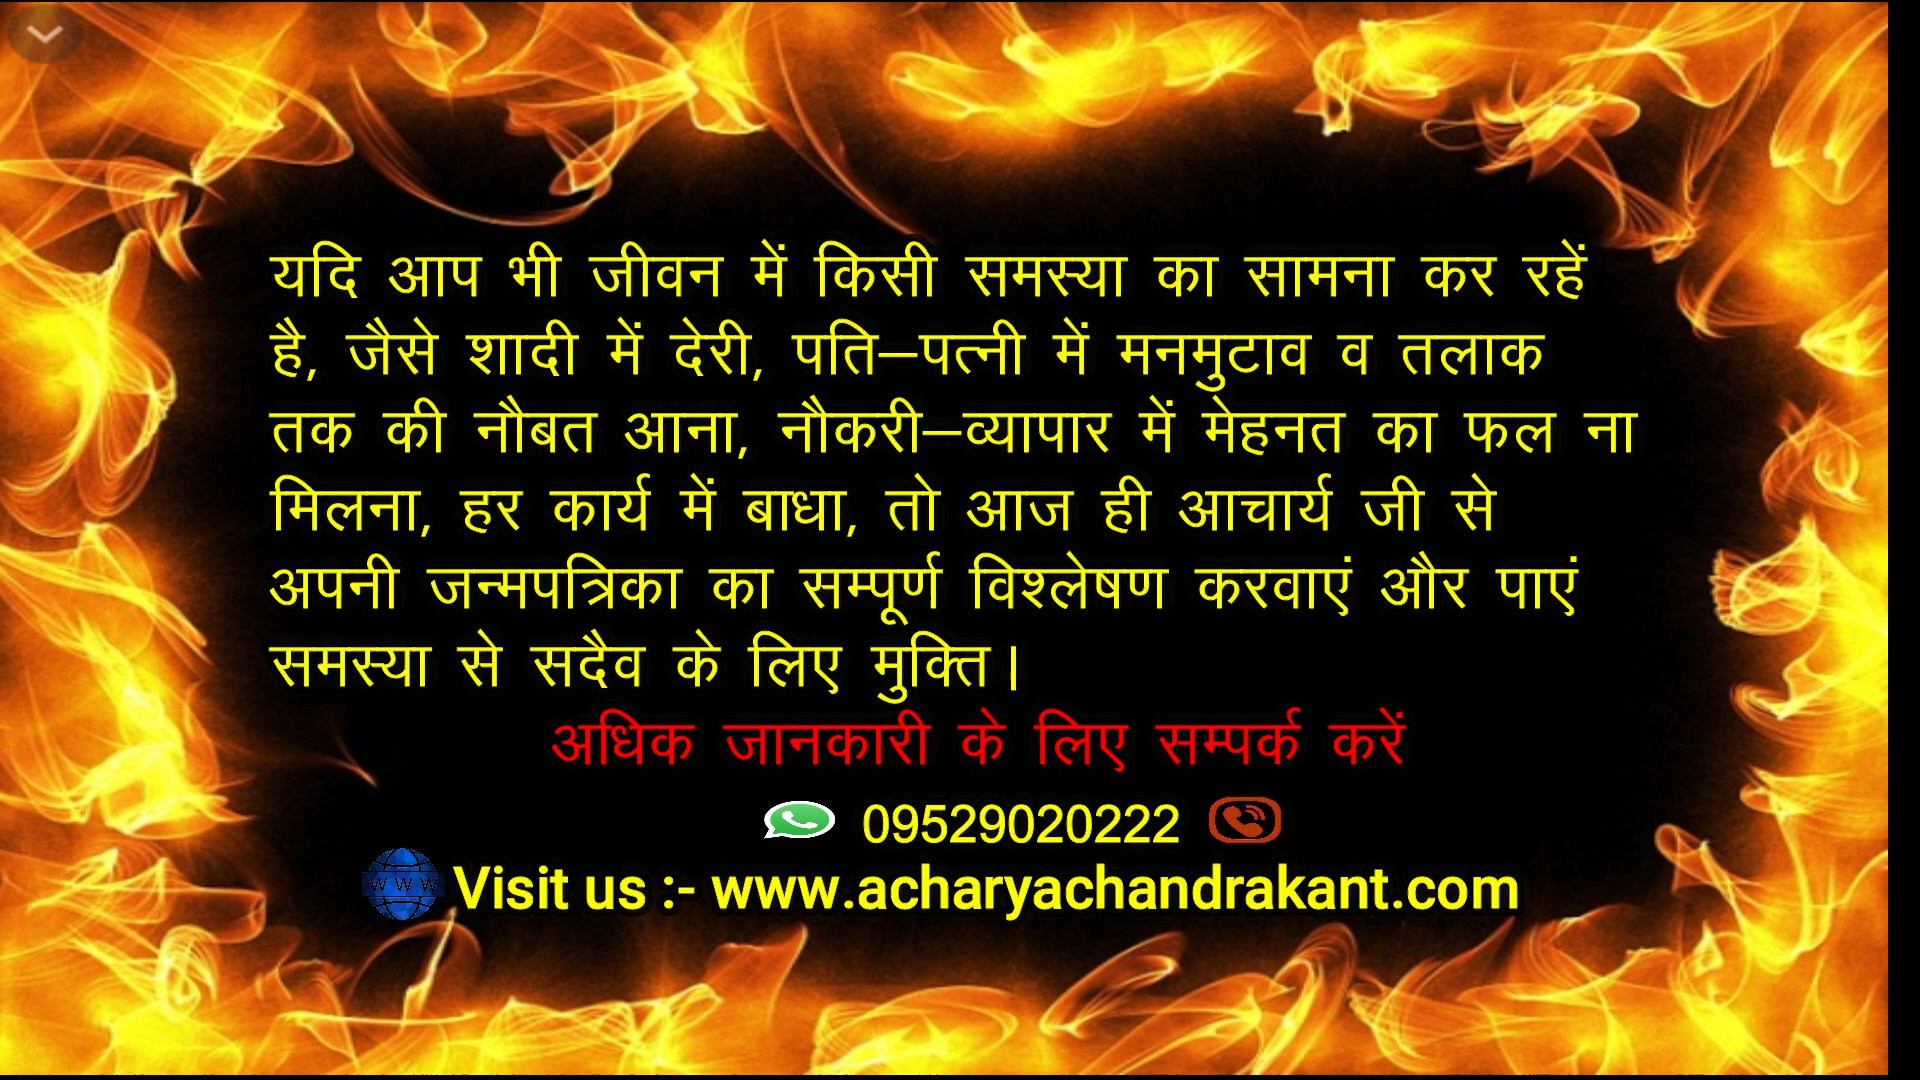 यदि आप भी जीवन में किसी समस्या का सामना कर रहें
है, जैसे शादी में देरी, पति–पत्नी में मनमुटाव व तलाक
तक की नौबत आना, नौकरी–व्यापार में मेहनत का फल ना
मिलना, हर कार्य में बाधा, तो आज ही आचार्य जी से
अपनी जन्मपत्रिका का सम्पूर्ण विश्लेषण करवाएं और पाएं
समस्या से सदैव के लिए मुक्ति।
अधिक जानकारी के लिए सम्पर्क करें
09529020222
WWW Visit us :- www.acharyachandrakant.com